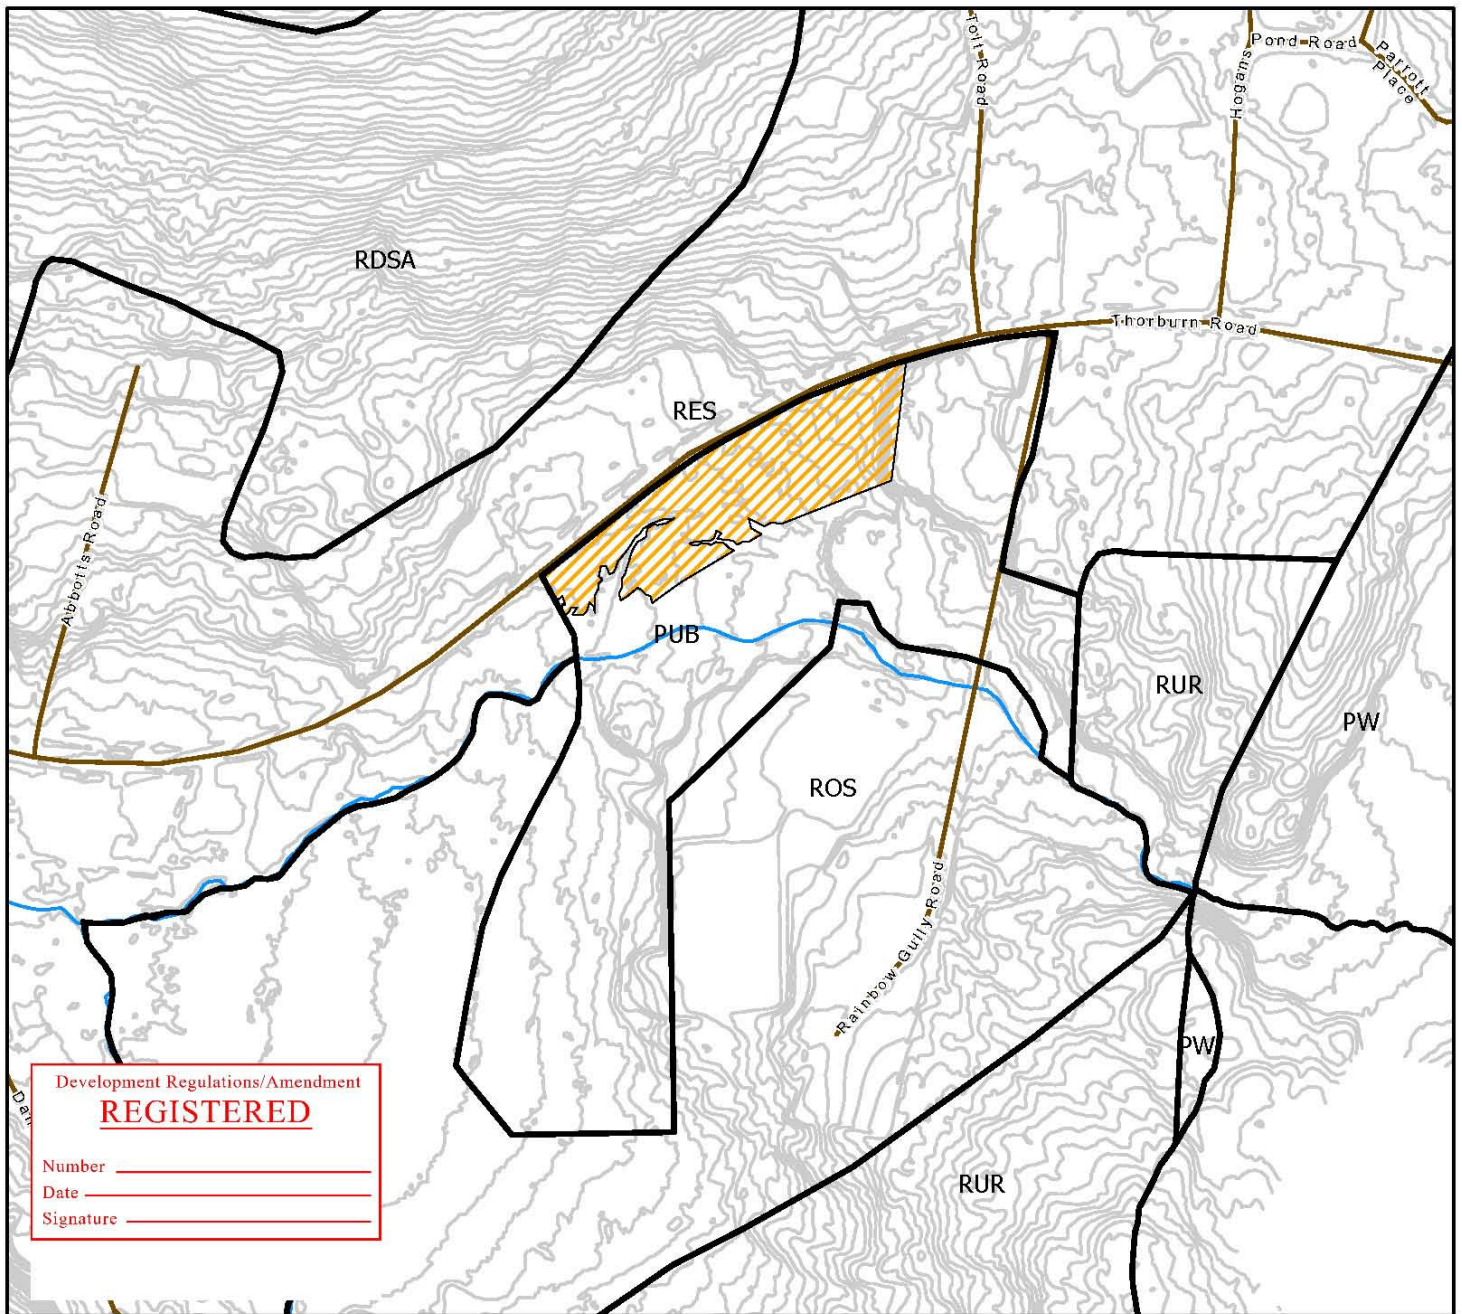 Tolt Road
Hogans
Pond Road
Parrott
Place
RDSA
Thorburn Road
RES
Abbotts Road
PUB
RUR
PW
ROS
Rainbow Gully Road
PW
RUR
Development Regulations/Amendment
REGISTERED
Number
Date
Signature